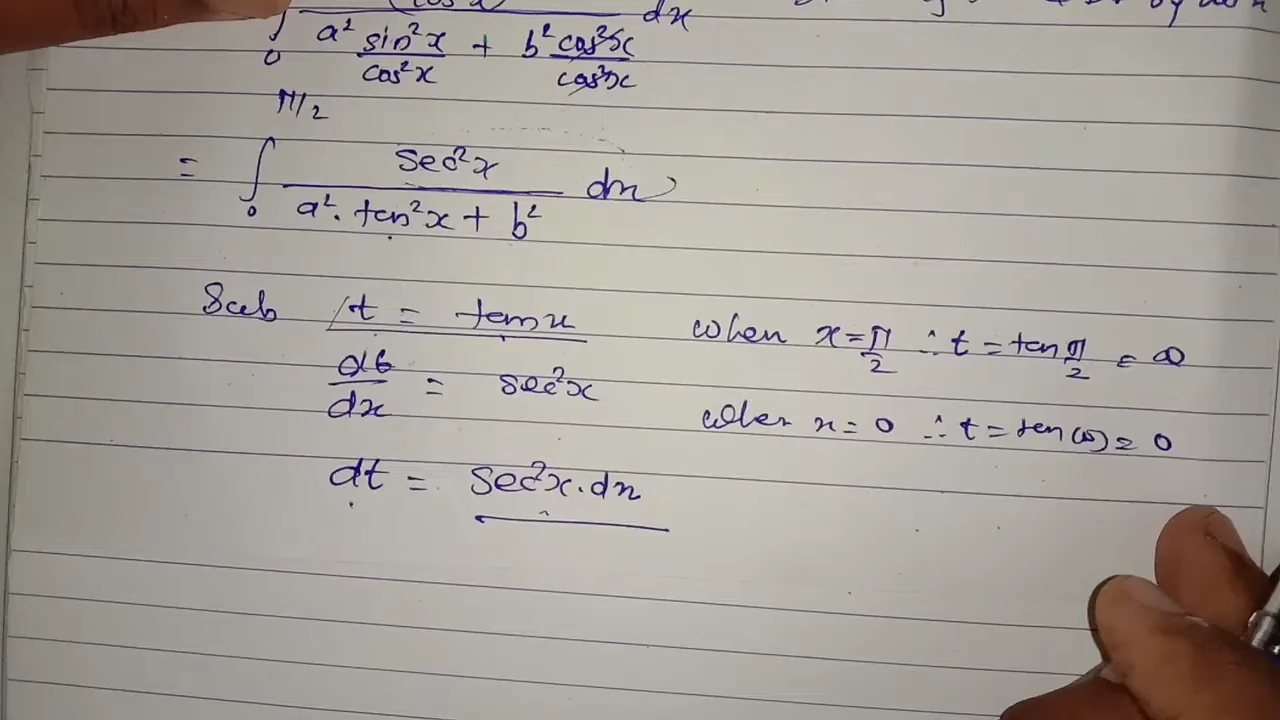 dx
∫0 a² sin²x/cos²x + b² cos²x/cos²x
= ∫0 π/2 sec²x / a². tan²x + b² dx
Sub t = tanx
when x = π/2 ∴ t = tan π/2 = ∞
dt/dx = sec²x
when x = 0 ∴ t = tan(0) = 0
dt = sec²x.dx